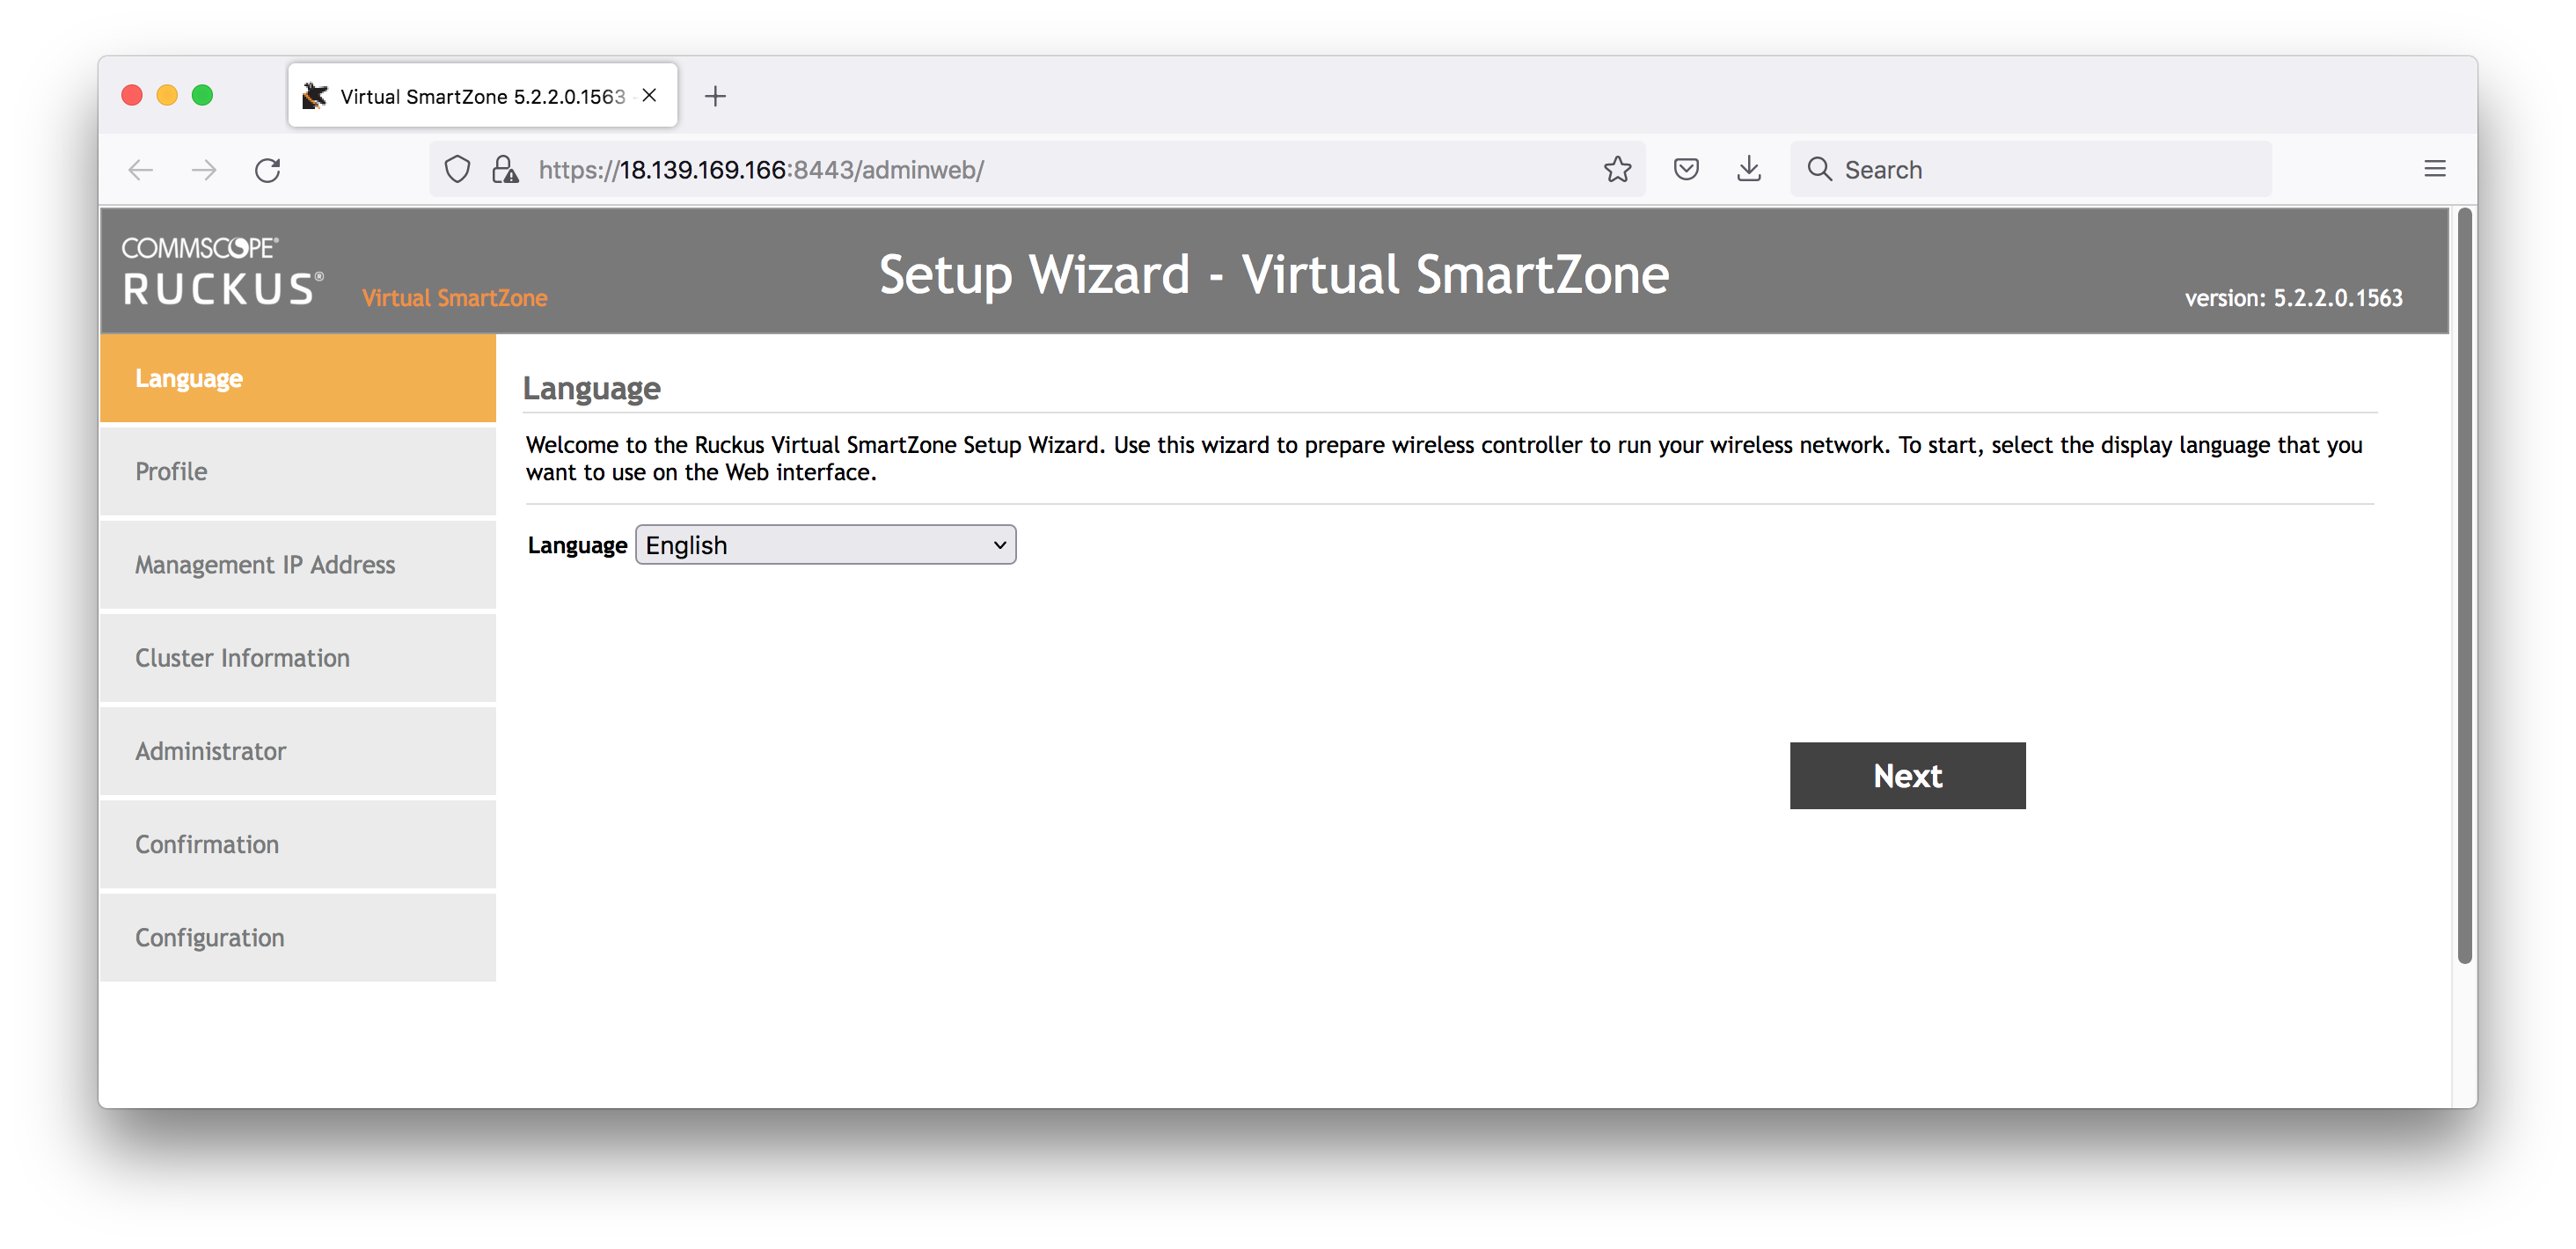 Virtual SmartZone 5.2.2.0.1563
https://18.139.169.166:8443/adminweb/
Search
COMMSCOPE®
RUCKUS®
Virtual SmartZone
Setup Wizard - Virtual SmartZone
version: 5.2.2.0.1563
Language
Profile
Management IP Address
Cluster Information
Administrator
Confirmation
Configuration
Language
Welcome to the Ruckus Virtual SmartZone Setup Wizard. Use this wizard to prepare wireless controller to run your wireless network. To start, select the display language that you
want to use on the Web interface.
Language English
Next